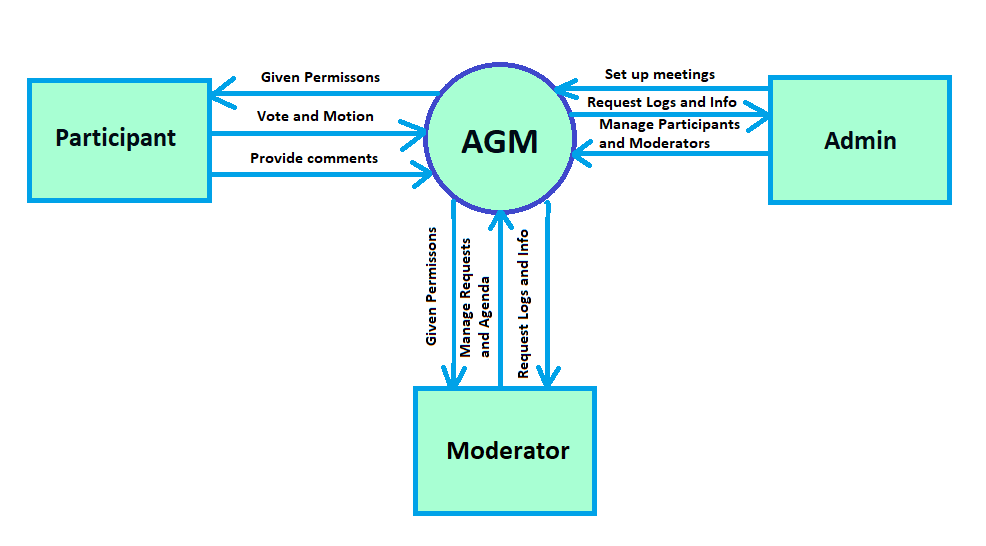 Given Permissons
Vote and Motion
Provide comments
Participant
AGM
Set up meetings
Request Logs and Info
Manage Participants
and Moderators
Admin
Given Permissons
Manage Requests
and Agenda
Request Logs and Info
Moderator